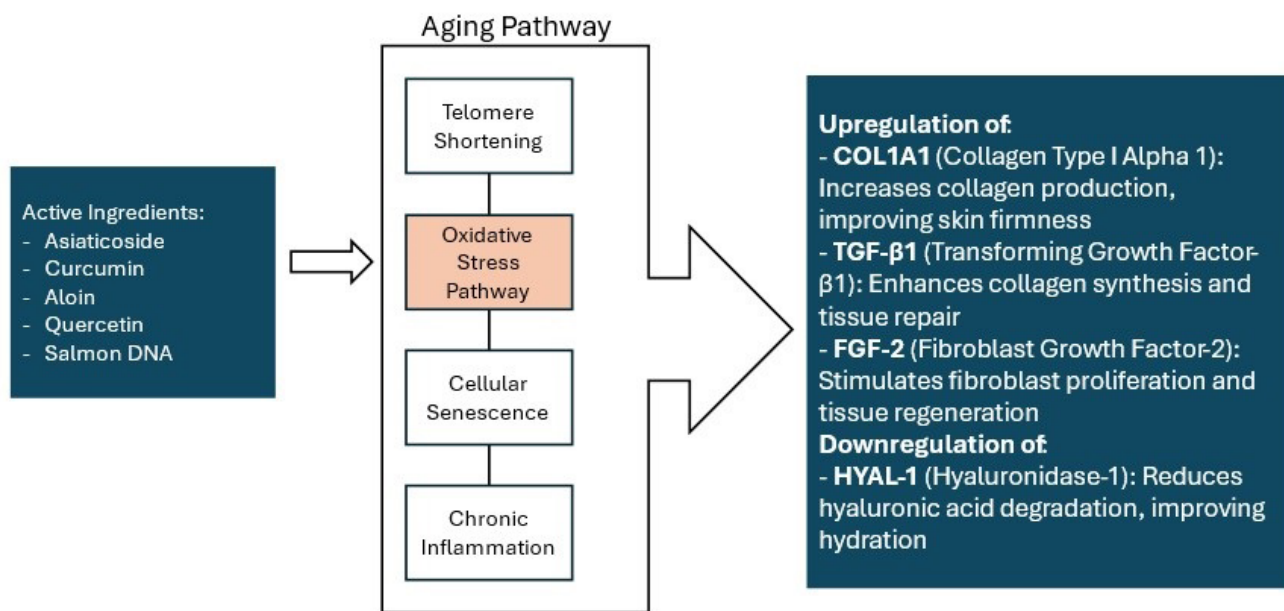 Aging Pathway
Telomere
Shortening
Oxidative
Stress
Pathway
Cellular
Senescence
Chronic
Inflammation
Active Ingredients:
- Asiaticoside
- Curcumin
- Aloin
- Quercetin
- Salmon DNA
Upregulation of:
- COL1A1 (Collagen Type I Alpha 1):
Increases collagen production,
improving skin firmness
- TGF-β1 (Transforming Growth Factor-
β1): Enhances collagen synthesis and
tissue repair
- FGF-2 (Fibroblast Growth Factor-2):
Stimulates fibroblast proliferation and
tissue regeneration
Downregulation of:
- HYAL-1 (Hyaluronidase-1): Reduces
hyaluronic acid degradation, improving
hydration